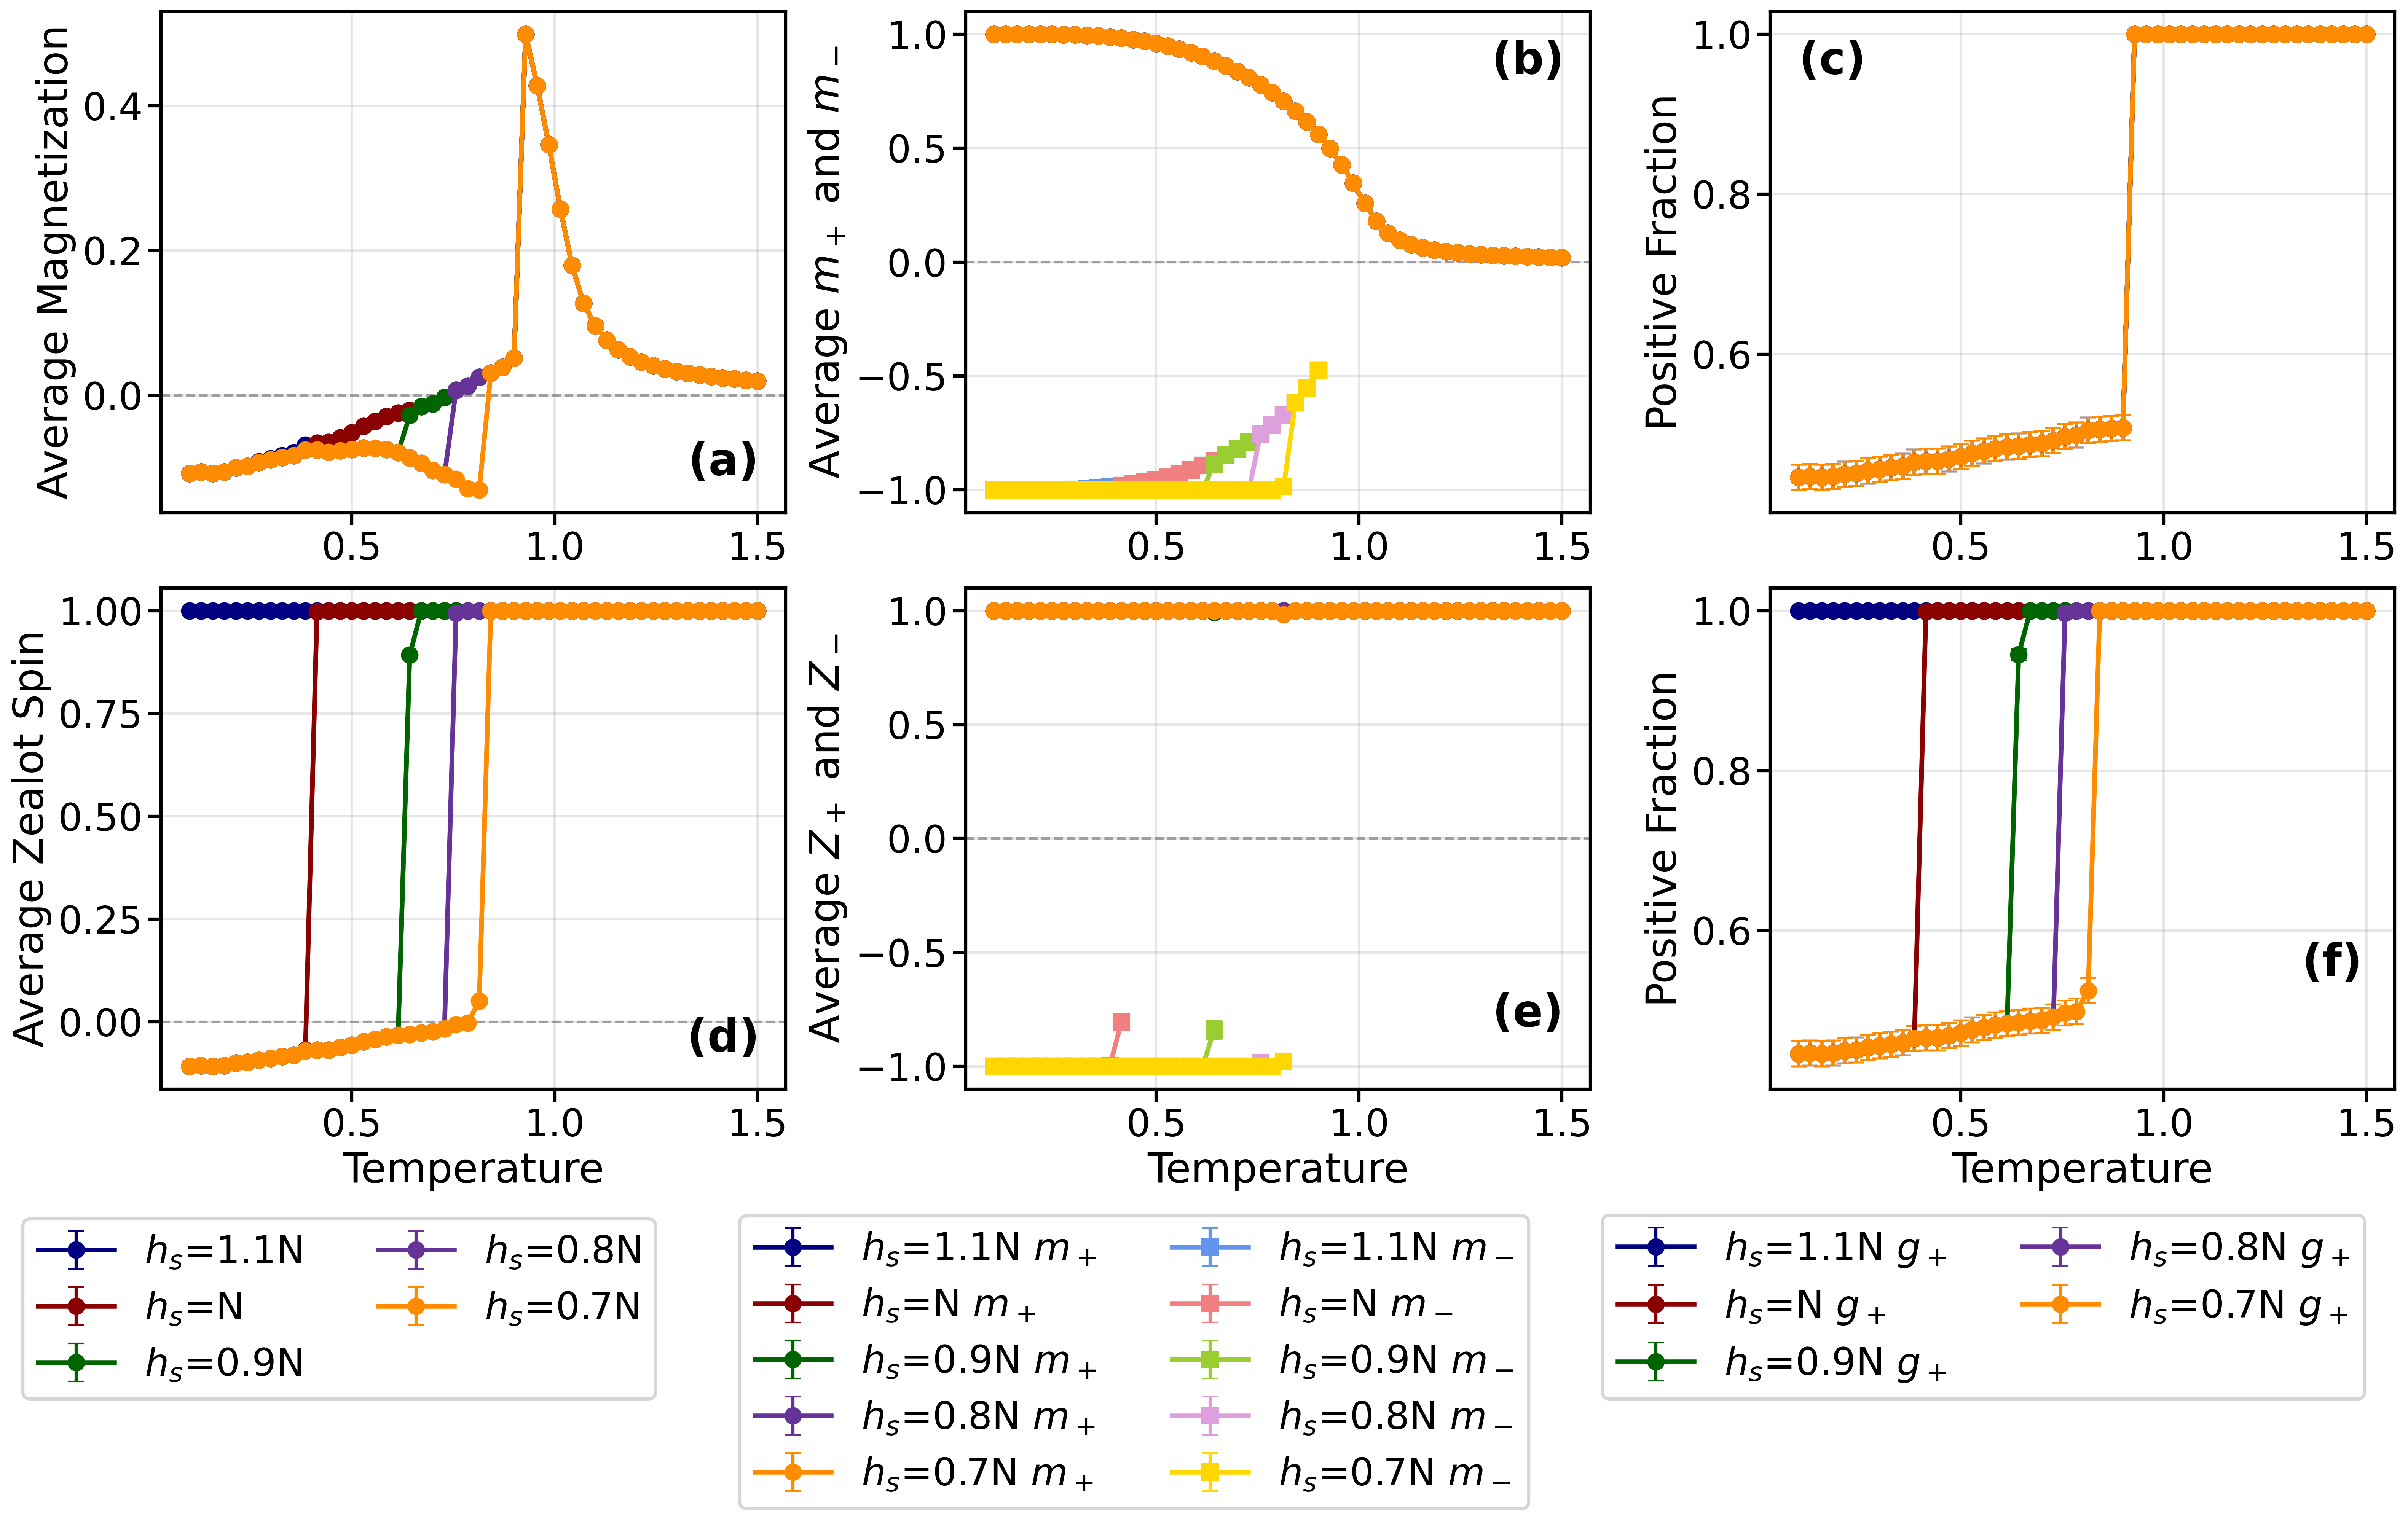 Average Magnetization
0.4
0.2
0.0
0.5
1.0
1.5
(a)
Average m₊ and m₋
1.0
0.5
0.0
−0.5
−1.0
0.5
1.0
1.5
(b)
Positive Fraction
1.0
0.8
0.6
0.5
1.0
1.5
(c)
Average Zealot Spin
1.00
0.75
0.50
0.25
0.00
0.5
1.0
1.5
Temperature
(d)
Average Z₊ and Z₋
1.0
0.5
0.0
−0.5
−1.0
0.5
1.0
1.5
Temperature
(e)
Positive Fraction
1.0
0.8
0.6
0.5
1.0
1.5
Temperature
(f)
hₛ=1.1N
hₛ=N
hₛ=0.9N
hₛ=0.8N
hₛ=0.7N
hₛ=1.1N m₊
hₛ=N m₊
hₛ=0.9N m₊
hₛ=0.8N m₊
hₛ=0.7N m₊
hₛ=1.1N m₋
hₛ=N m₋
hₛ=0.9N m₋
hₛ=0.8N m₋
hₛ=0.7N m₋
hₛ=1.1N g₊
hₛ=N g₊
hₛ=0.9N g₊
hₛ=0.8N g₊
hₛ=0.7N g₊